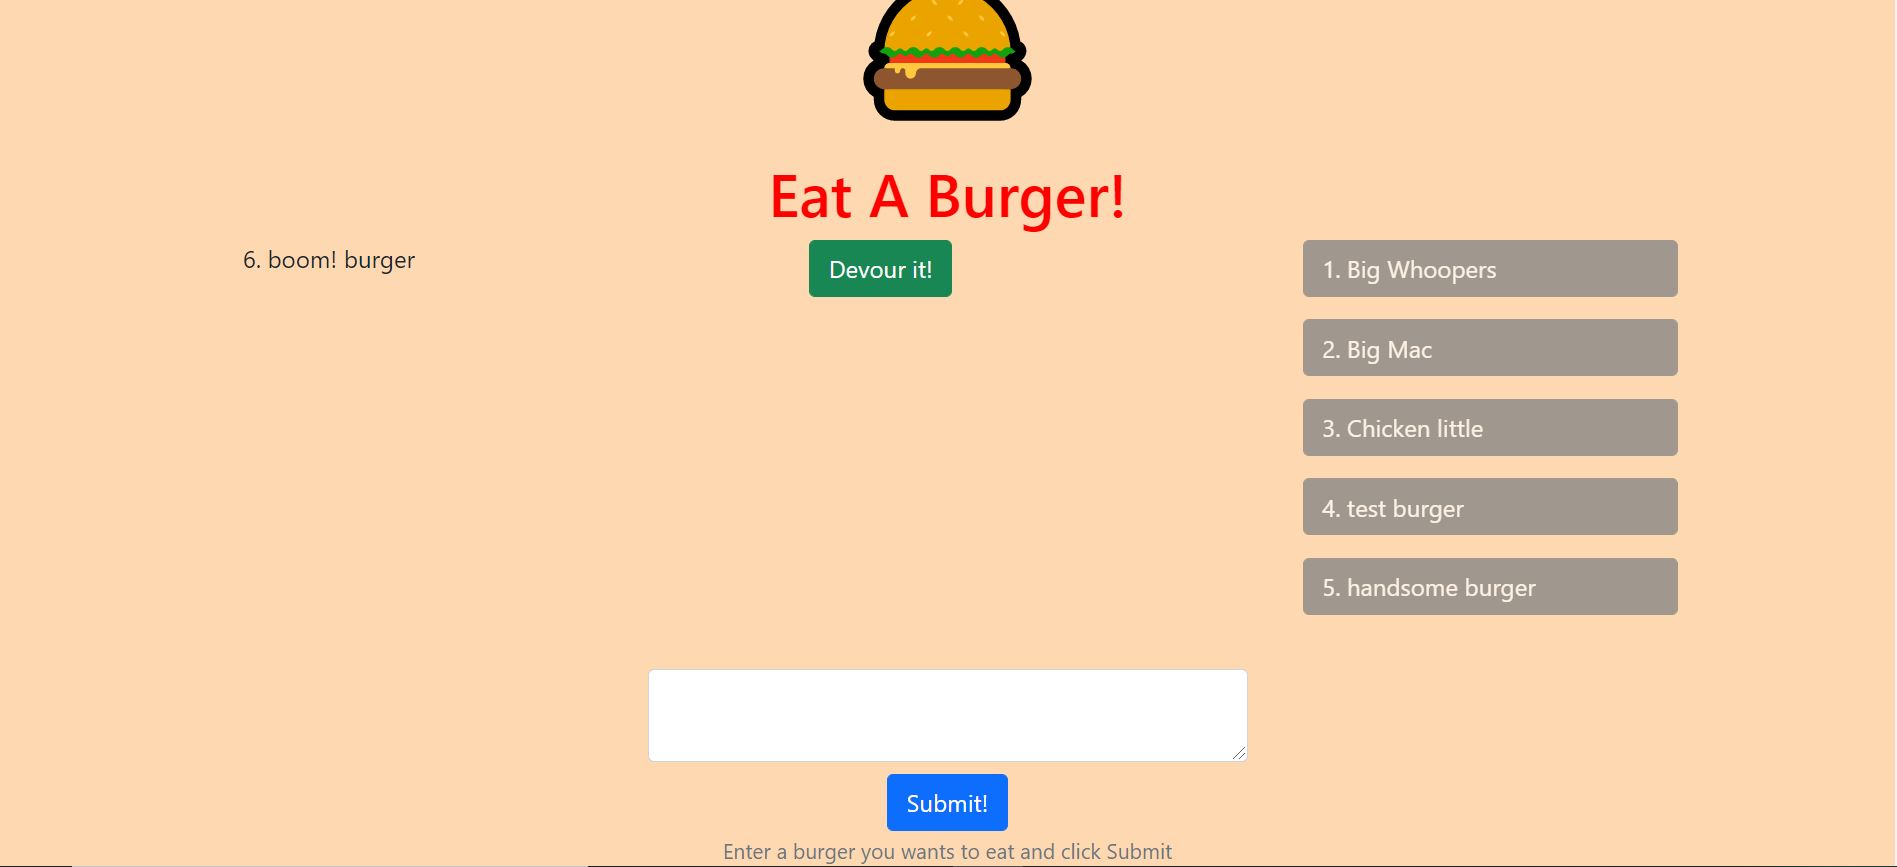 Eat A Burger!
6. boom! burger
Devour it!
1. Big Whoopers
2. Big Mac
3. Chicken little
4. test burger
5. handsome burger
Submit!
Enter a burger you wants to eat and click Submit